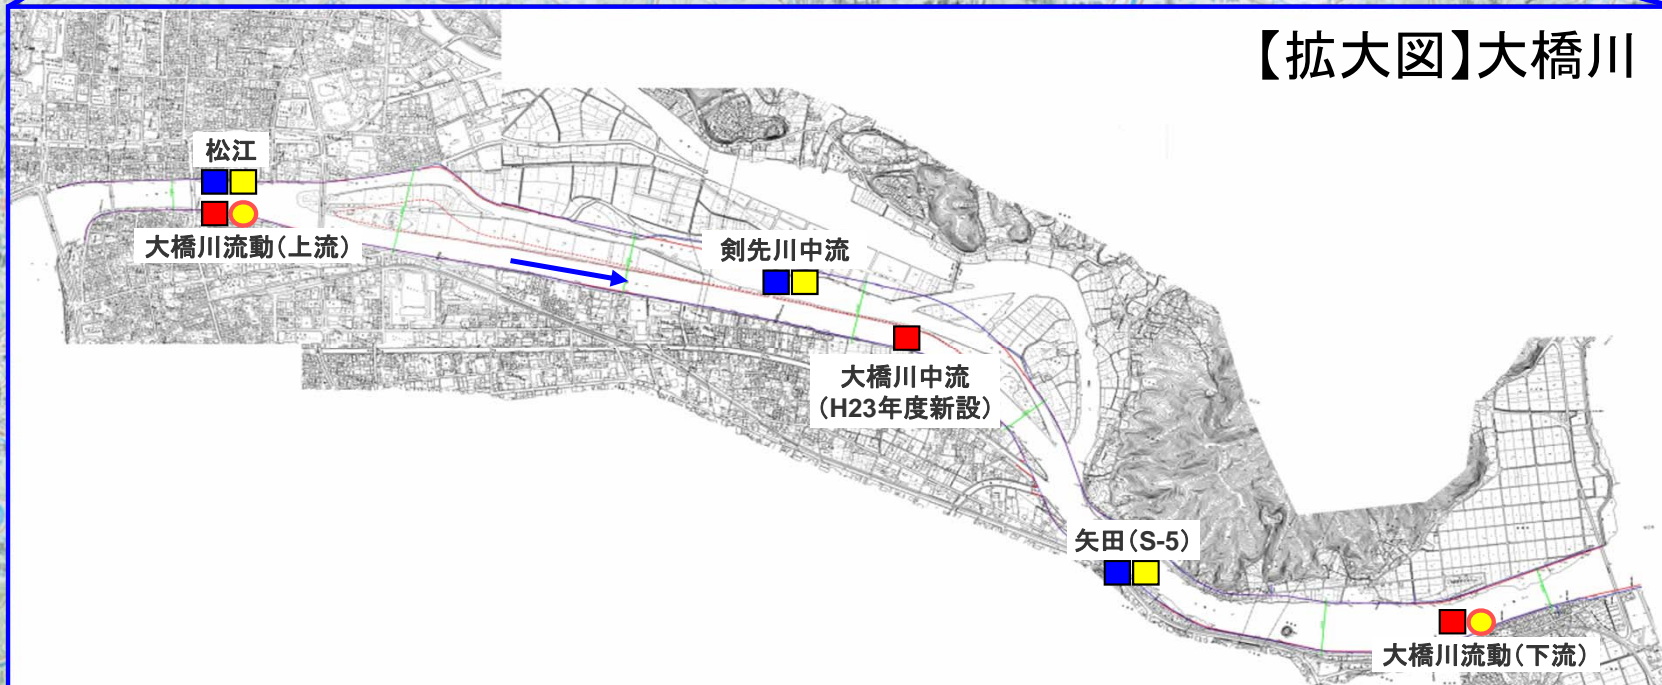 【拡大図】大橋川
松江
大橋川流動(上流)
剣先川中流
大橋川中流
(H23年度新設)
矢田(S-5)
大橋川流動(下流)